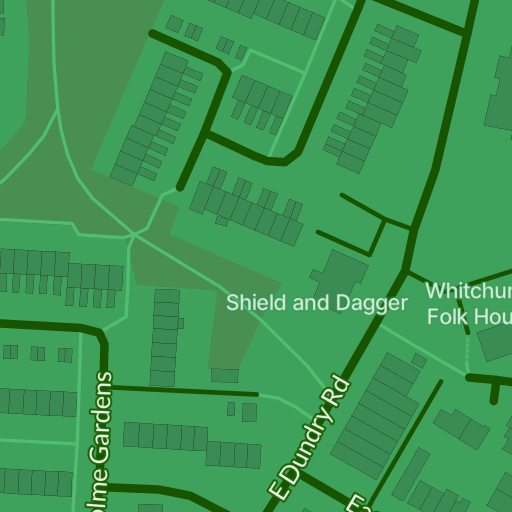 Shield and Dagger
Whitchur
Folk Hou
E Dundry Rd
olme Gardens